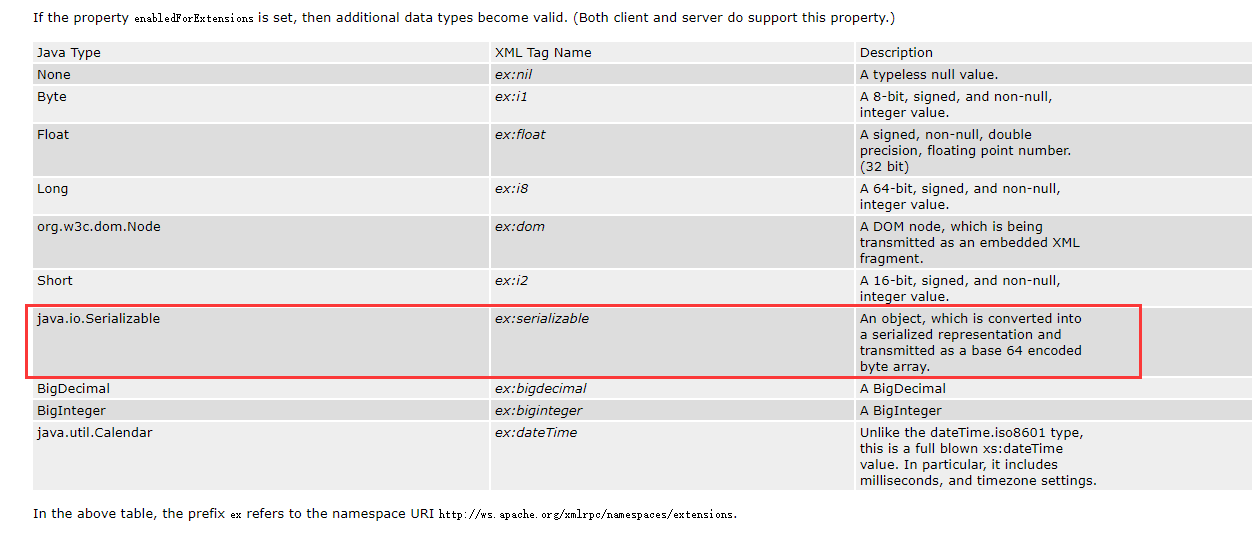 If the property enabledForExtensions is set, then additional data types become valid. (Both client and server do support this property.)
Java Type XML Tag Name Description
None ex:nil A typeless null value.
Byte ex:i1 A 8-bit, signed, and non-null,
integer value.
Float ex:float A signed, non-null, double
precision, floating point number.
(32 bit)
Long ex:i8 A 64-bit, signed, and non-null,
integer value.
org.w3c.dom.Node ex:dom A DOM node, which is being
transmitted as an embedded XML
fragment.
Short ex:i2 A 16-bit, signed, and non-null,
integer value.
java.io.Serializable ex:serializable An object, which is converted into
a serialized representation and
transmitted as a base 64 encoded
byte array.
BigDecimal ex:bigdecimal A BigDecimal
BigInteger ex:biginteger A BigInteger
java.util.Calendar ex:dateTime Unlike the dateTime.iso8601 type,
this is a full blown xs:dateTime
value. In particular, it includes
milliseconds, and timezone settings.
In the above table, the prefix ex refers to the namespace URI http://ws.apache.org/xmlrpc/namespaces/extensions.